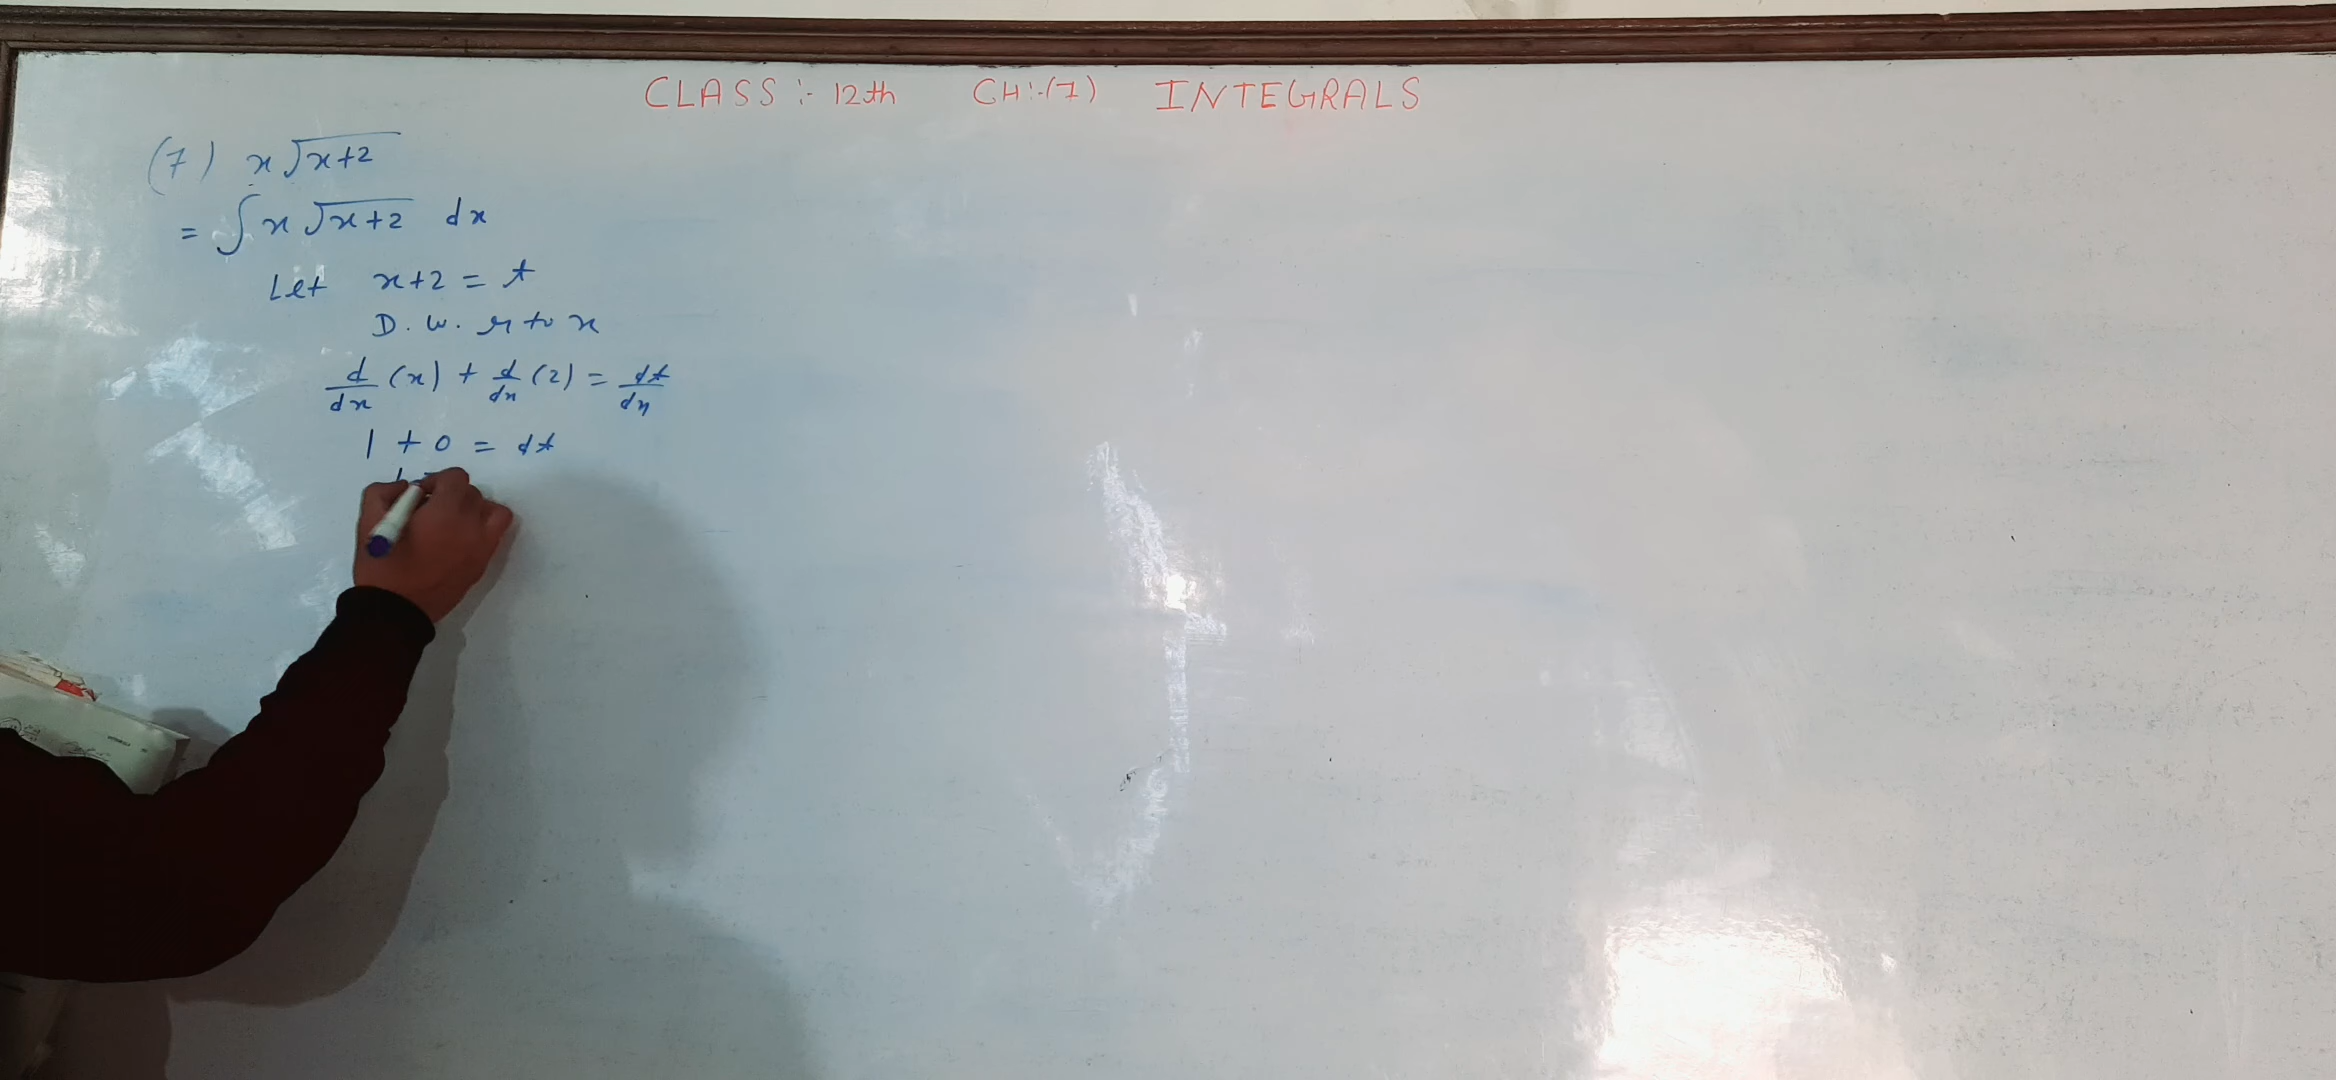 CLASS :- 12th CH:-(7) INTEGRALS
(7) x√x+2
= ∫x√x+2 dx
Let x+2 = t
D. w. r to x
d/dx (x) + d/dx (2) = dt/dx
1 + 0 = dt
1 =